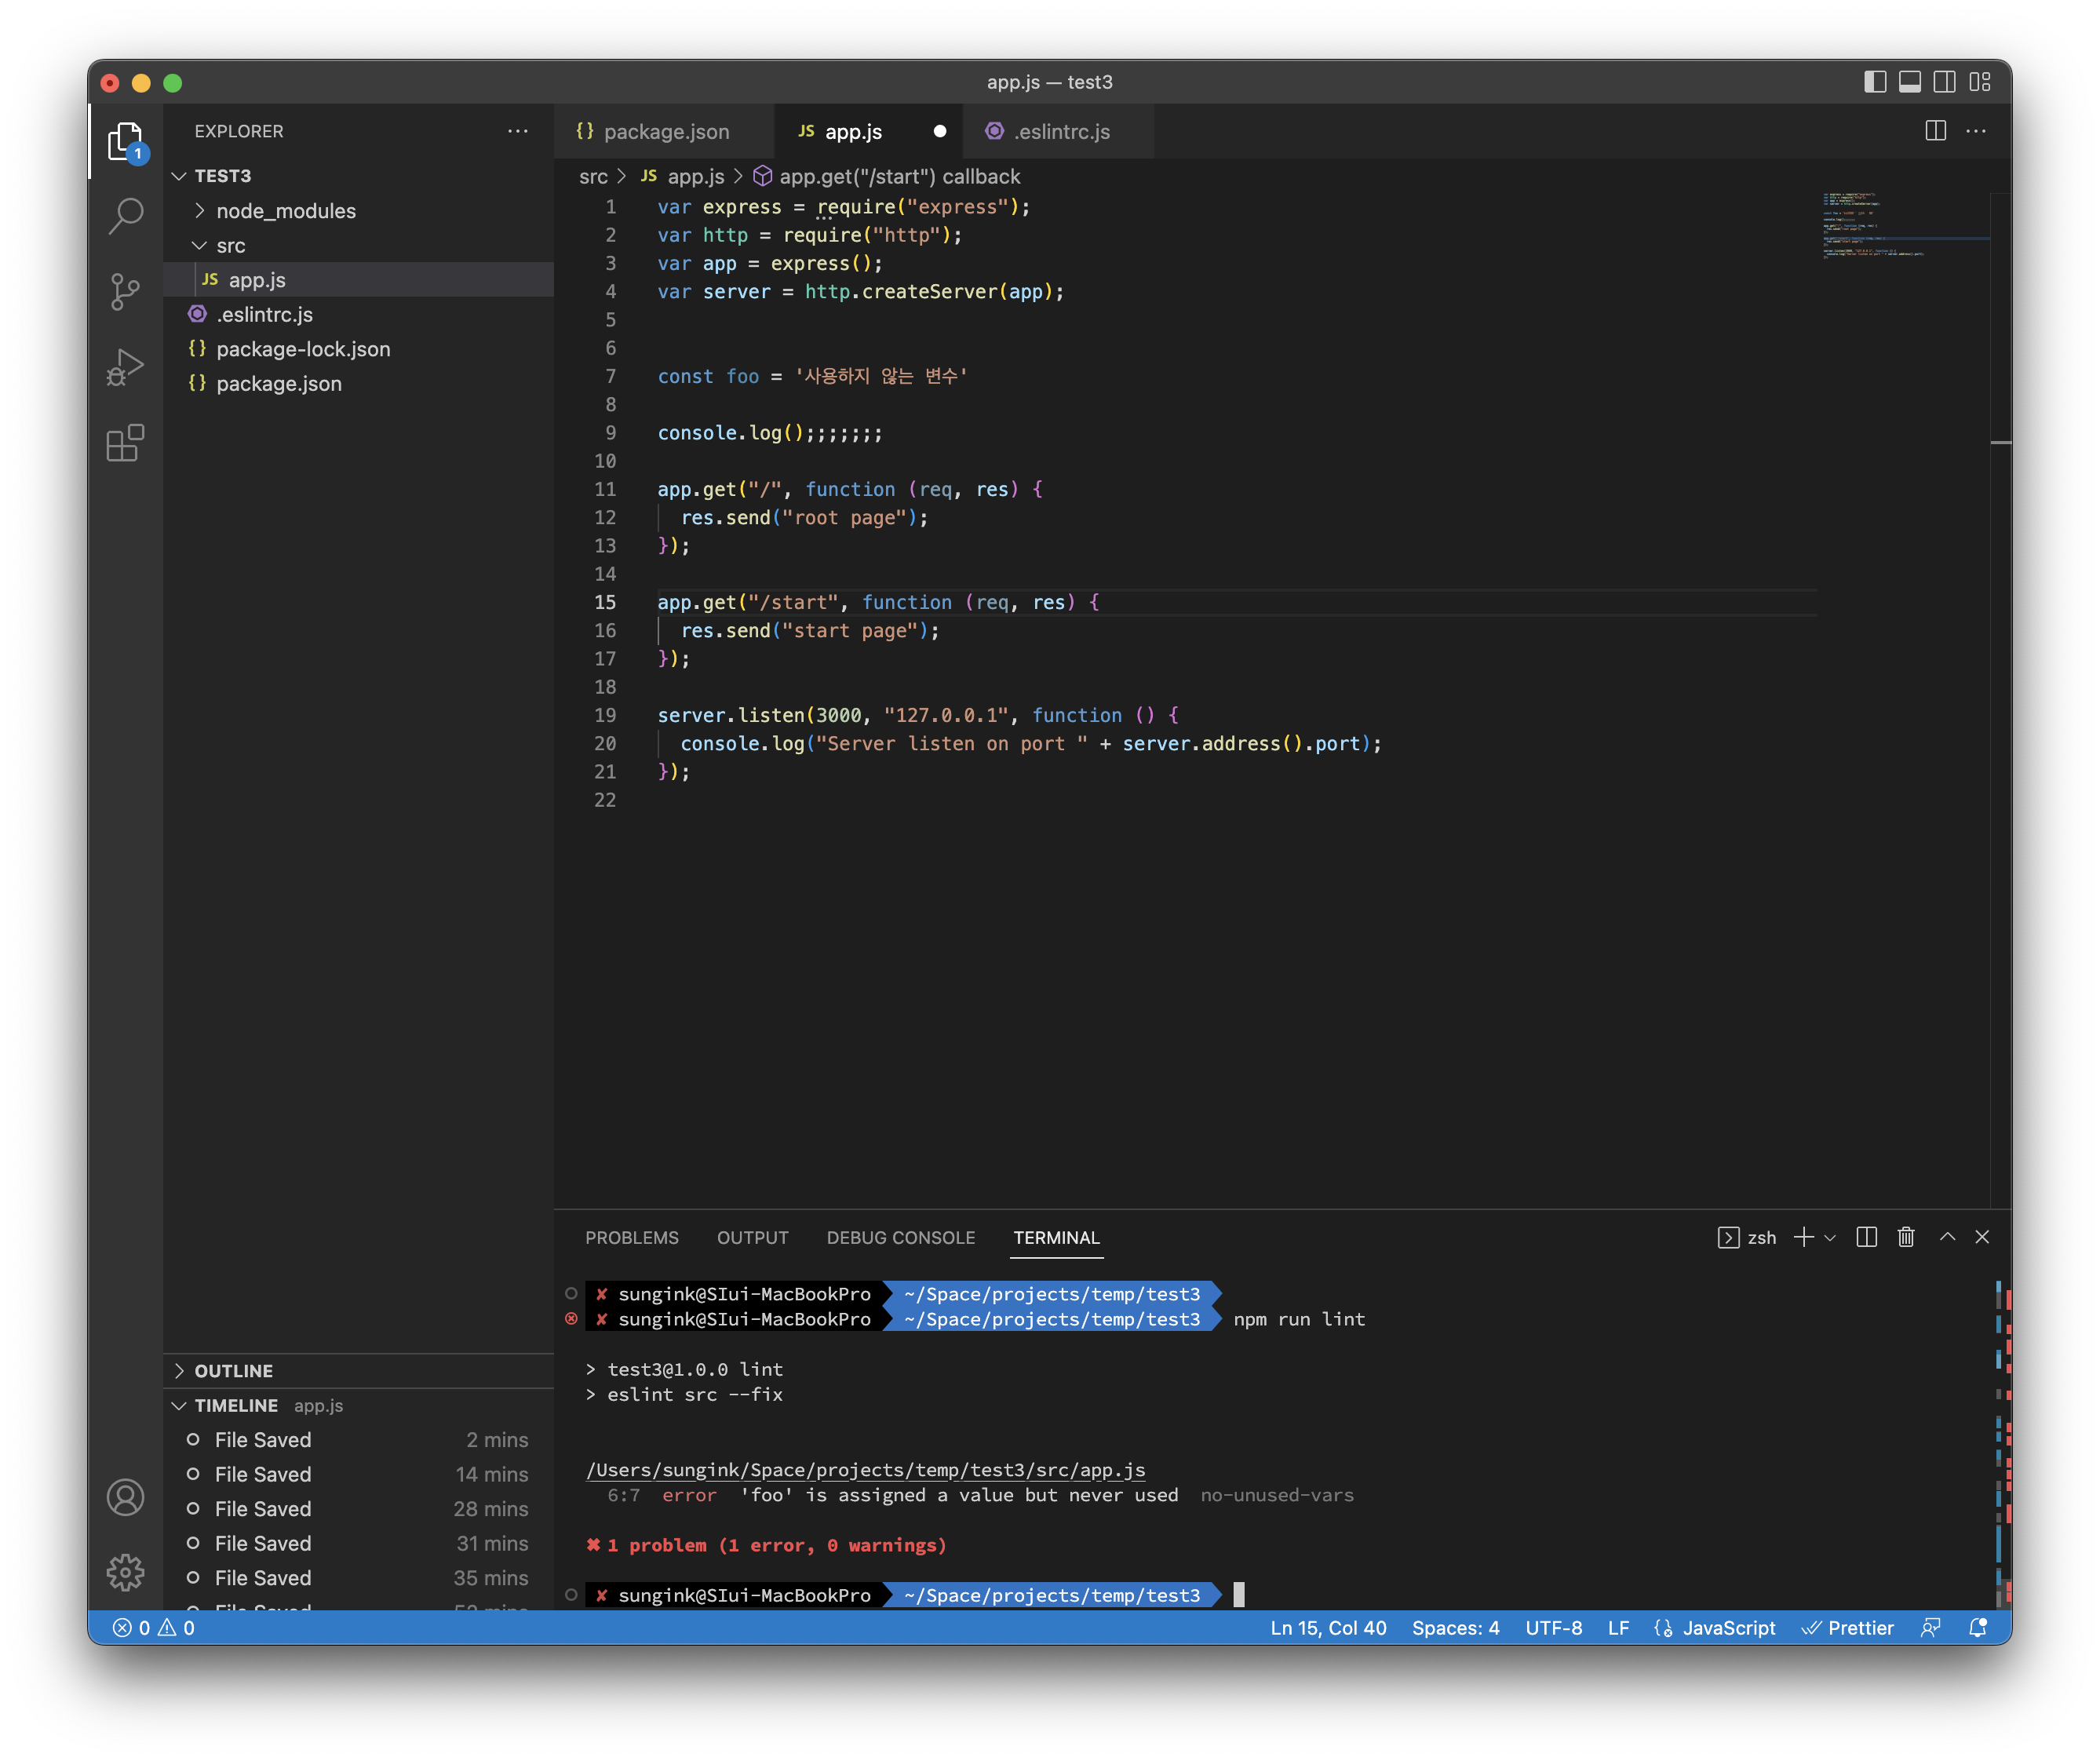 app.js — test3
EXPLORER
1
TEST3
node_modules
src
JS app.js
.eslintrc.js
{} package-lock.json
{} package.json
{} package.json
JS app.js
.eslintrc.js
src > JS app.js > app.get("/start") callback
1 var express = require("express");
2 var http = require("http");
3 var app = express();
4 var server = http.createServer(app);
5
6
7 const foo = '사용하지 않는 변수'
8
9 console.log();;;;;;;
10
11 app.get("/", function (req, res) {
12 res.send("root page");
13 });
14
15 app.get("/start", function (req, res) {
16 res.send("start page");
17 });
18
19 server.listen(3000, "127.0.0.1", function () {
20 console.log("Server listen on port " + server.address().port);
21 });
22
OUTLINE
TIMELINE app.js
File Saved 2 mins
File Saved 14 mins
File Saved 28 mins
File Saved 31 mins
File Saved 35 mins
PROBLEMS OUTPUT DEBUG CONSOLE TERMINAL
zsh
✘ sungink@SIui-MacBookPro ~/Space/projects/temp/test3
✘ sungink@SIui-MacBookPro ~/Space/projects/temp/test3 npm run lint
> test3@1.0.0 lint
> eslint src --fix
/Users/sungink/Space/projects/temp/test3/src/app.js
6:7 error 'foo' is assigned a value but never used no-unused-vars
✖ 1 problem (1 error, 0 warnings)
✘ sungink@SIui-MacBookPro ~/Space/projects/temp/test3
0 0
Ln 15, Col 40 Spaces: 4 UTF-8 LF JavaScript Prettier